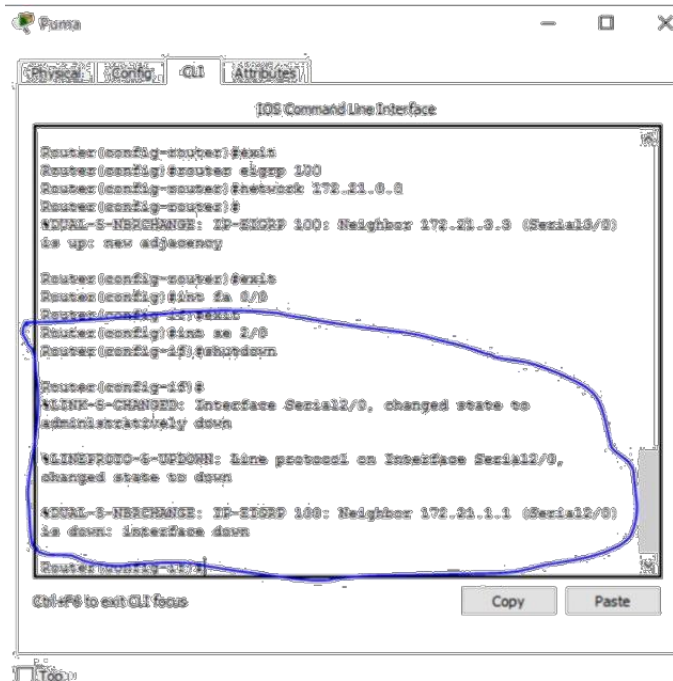 Puma
Physical Config CLI Attributes
IOS Command Line Interface
Router(config-router)#exit
Router(config)#router eigrp 100
Router(config-router)#network 172.21.0.0
Router(config-router)#
%DUAL-5-NBRCHANGE: IP-EIGRP 100: Neighbor 172.21.3.3 (Serial3/0)
is up: new adjacency
Router(config-router)#exit
Router(config)#int fa 0/0
Router(config-if)#exit
Router(config)#int se 2/0
Router(config-if)#shutdown
Router(config-if)#
%LINK-5-CHANGED: Interface Serial2/0, changed state to
administratively down
%LINEPROTO-5-UPDOWN: Line protocol on Interface Serial2/0,
changed state to down
%DUAL-5-NBRCHANGE: IP-EIGRP 100: Neighbor 172.21.1.1 (Serial2/0)
is down: interface down
Router(config-if)#
Ctrl+F6 to exit CLI focus
Copy Paste
Top